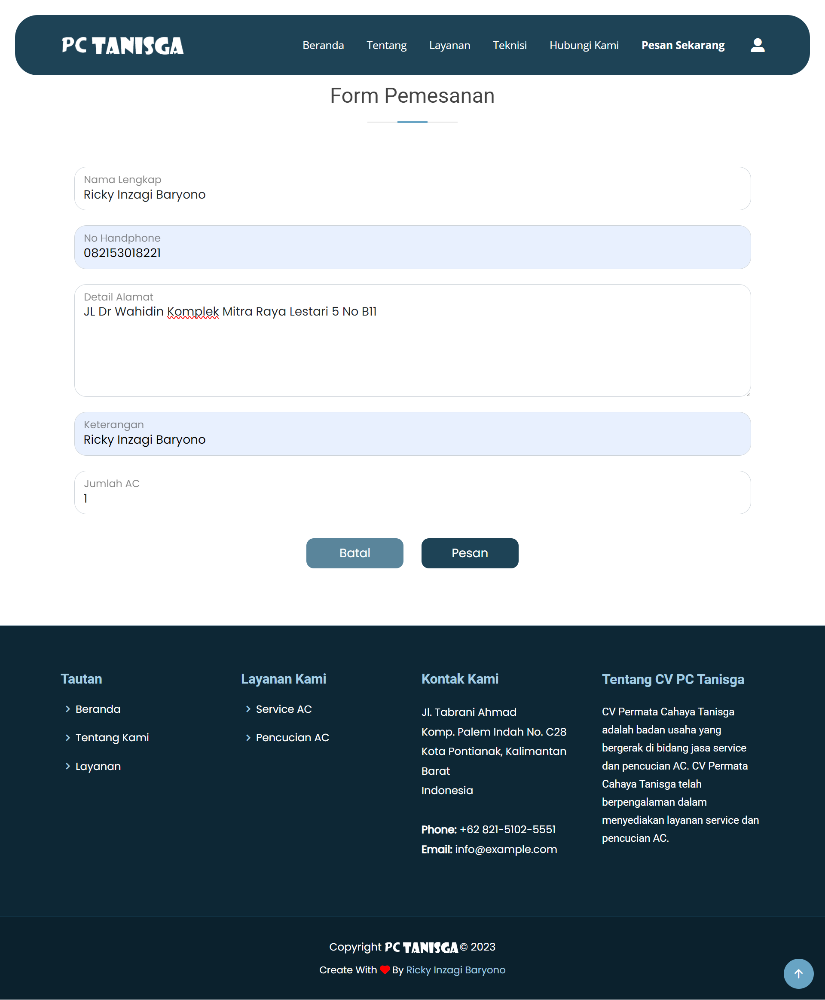 PC TANISGA
Beranda
Tentang
Layanan
Teknisi
Hubungi Kami
Pesan Sekarang
Form Pemesanan
Nama Lengkap
Ricky Inzagi Baryono
No Handphone
082153018221
Detail Alamat
JL Dr Wahidin Komplek Mitra Raya Lestari 5 No B11
Keterangan
Ricky Inzagi Baryono
Jumlah AC
1
Batal
Pesan
Tautan
Beranda
Tentang Kami
Layanan
Layanan Kami
Service AC
Pencucian AC
Kontak Kami
Jl. Tabrani Ahmad
Komp. Palem Indah No. C28
Kota Pontianak, Kalimantan
Barat
Indonesia
Phone: +62 821-5102-5551
Email: info@example.com
Tentang CV PC Tanisga
CV Permata Cahaya Tanisga
adalah badan usaha yang
bergerak di bidang jasa service
dan pencucian AC. CV Permata
Cahaya Tanisga telah
berpengalaman dalam
menyediakan layanan service dan
pencucian AC.
Copyright PC TANISGA © 2023
Create With ❤ By Ricky Inzagi Baryono